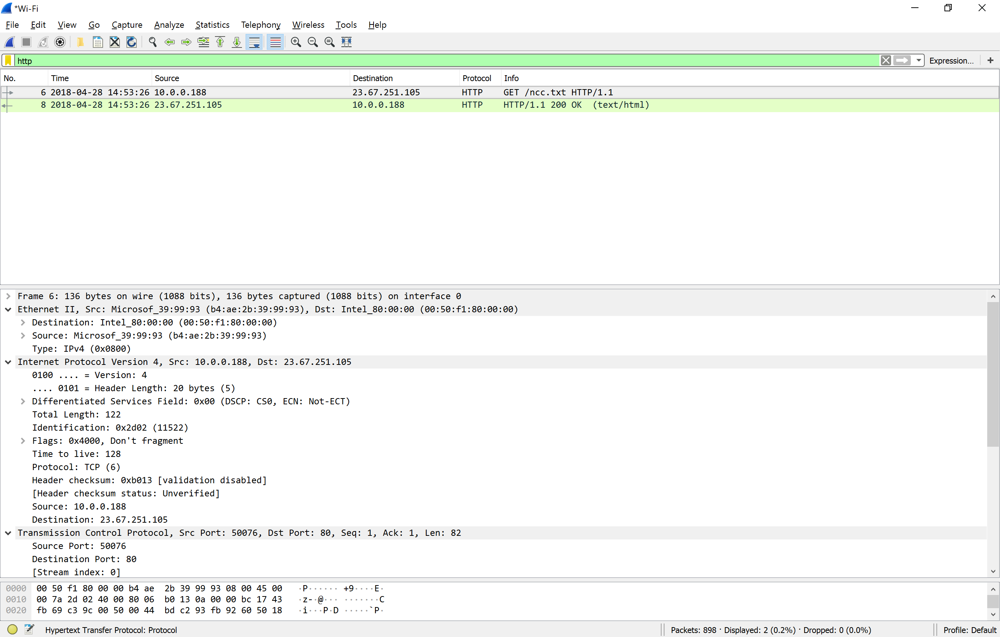 *Wi-Fi
File Edit View Go Capture Analyze Statistics Telephony Wireless Tools Help
http Expression... +
No. Time Source Destination Protocol Info
6 2018-04-28 14:53:26 10.0.0.188 23.67.251.105 HTTP GET /ncc.txt HTTP/1.1
8 2018-04-28 14:53:26 23.67.251.105 10.0.0.188 HTTP HTTP/1.1 200 OK (text/html)
Frame 6: 136 bytes on wire (1088 bits), 136 bytes captured (1088 bits) on interface 0
Ethernet II, Src: Microsof_39:99:93 (b4:ae:2b:39:99:93), Dst: Intel_80:00:00 (00:50:f1:80:00:00)
Destination: Intel_80:00:00 (00:50:f1:80:00:00)
Source: Microsof_39:99:93 (b4:ae:2b:39:99:93)
Type: IPv4 (0x0800)
Internet Protocol Version 4, Src: 10.0.0.188, Dst: 23.67.251.105
0100 .... = Version: 4
.... 0101 = Header Length: 20 bytes (5)
Differentiated Services Field: 0x00 (DSCP: CS0, ECN: Not-ECT)
Total Length: 122
Identification: 0x2d02 (11522)
Flags: 0x4000, Don't fragment
Time to live: 128
Protocol: TCP (6)
Header checksum: 0xb013 [validation disabled]
[Header checksum status: Unverified]
Source: 10.0.0.188
Destination: 23.67.251.105
Transmission Control Protocol, Src Port: 50076, Dst Port: 80, Seq: 1, Ack: 1, Len: 82
Source Port: 50076
Destination Port: 80
[Stream index: 0]
0000 00 50 f1 80 00 00 b4 ae 2b 39 99 93 08 00 45 00 ·P······ +9····E·
0010 00 7a 2d 02 40 00 80 06 b0 13 0a 00 00 bc 17 43 ·z-·@··· ·······C
0020 fb 69 c3 9c 00 50 00 44 bd c2 93 fb 92 60 50 18 ·i···P·D ·····`P·
Hypertext Transfer Protocol: Protocol Packets: 898 · Displayed: 2 (0.2%) · Dropped: 0 (0.0%) Profile: Default